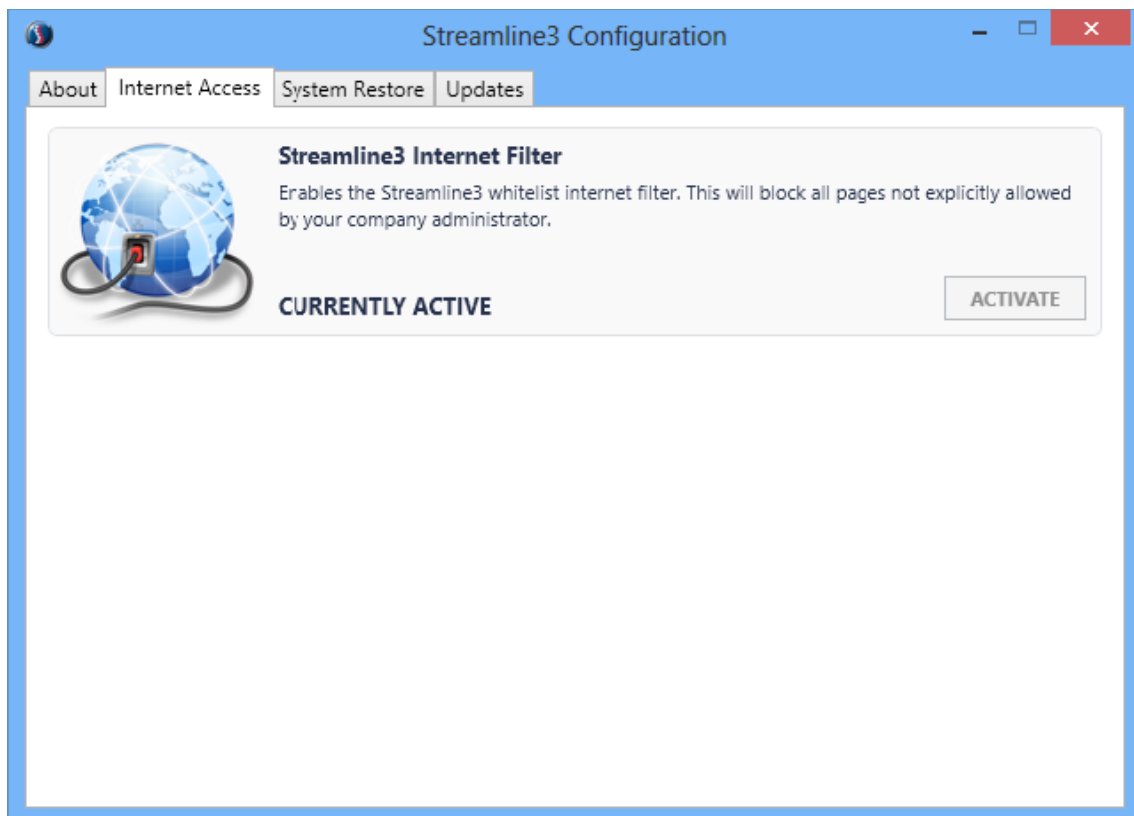 Streamline3 Configuration
About Internet Access System Restore Updates
Streamline3 Internet Filter
Enables the Streamline3 whitelist internet filter. This will block all pages not explicitly allowed
by your company administrator.
CURRENTLY ACTIVE
ACTIVATE